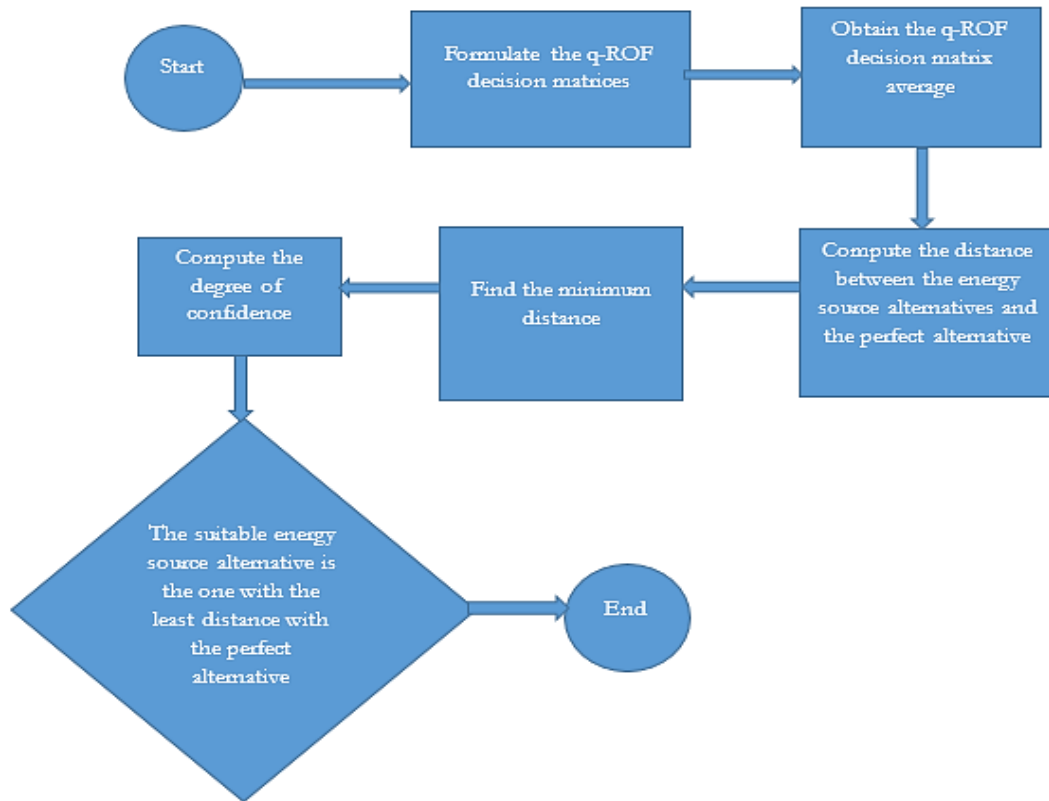 Start
Formulate the q-ROF
decision matrices
Obtain the q-ROF
decision matrix
average
Compute the distance
between the energy
source alternatives and
the perfect alternative
Find the minimum
distance
Compute the
degree of
confidence
The suitable energy
source alternative is
the one with the
least distance with
the perfect
alternative
End